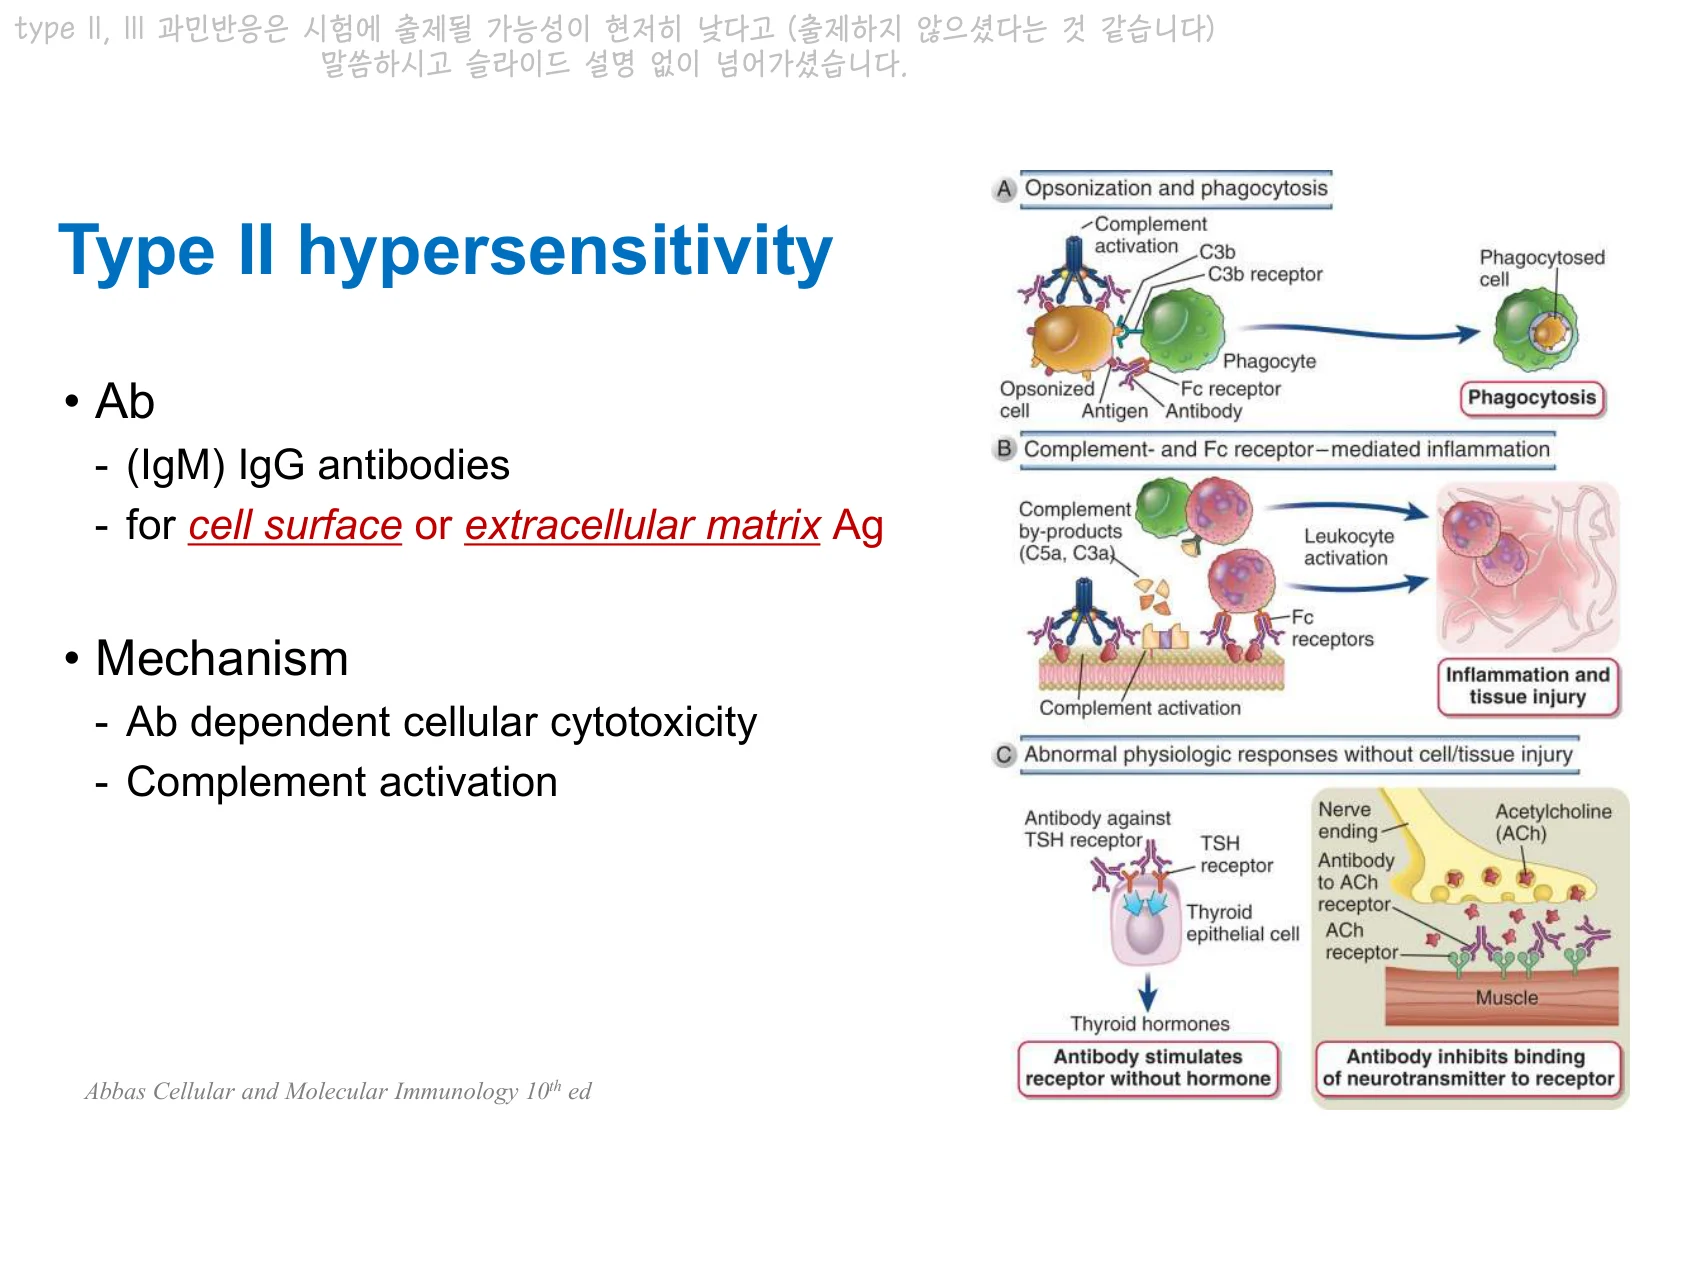 type II, III 과민반응은 시험에 출제될 가능성이 현저히 낮다고 (출제하지 않으셨다는 것 같습니다)
말씀하시고 슬라이드 설명 없이 넘어가셨습니다.
Type II hypersensitivity
• Ab
- (IgM) IgG antibodies
- for cell surface or extracellular matrix Ag
• Mechanism
- Ab dependent cellular cytotoxicity
- Complement activation
Abbas Cellular and Molecular Immunology 10th ed
A Opsonization and phagocytosis
Complement
activation
C3b
C3b receptor
Phagocytosed
cell
Phagocyte
Opsonized
cell
Fc receptor
Antigen
Antibody
Phagocytosis
B Complement- and Fc receptor–mediated inflammation
Complement
by-products
(C5a, C3a)
Leukocyte
activation
Fc
receptors
Complement activation
Inflammation and
tissue injury
C Abnormal physiologic responses without cell/tissue injury
Antibody against
TSH receptor
TSH
receptor
Thyroid
epithelial cell
Thyroid hormones
Antibody stimulates
receptor without hormone
Nerve
ending
Acetylcholine
(ACh)
Antibody
to ACh
receptor
ACh
receptor
Muscle
Antibody inhibits binding
of neurotransmitter to receptor